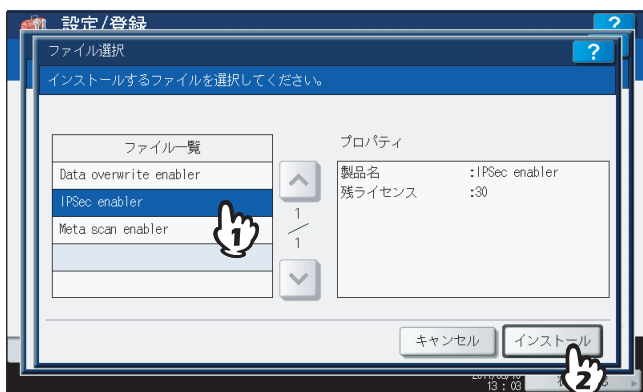 設定/登録
?
ファイル選択
?
インストールするファイルを選択してください。
ファイル一覧
Data overwrite enabler
IPSec enabler
Meta scan enabler
1
1
1
プロパティ
製品名 :IPSec enabler
残ライセンス :30
キャンセル
インストール
2
13 : 03